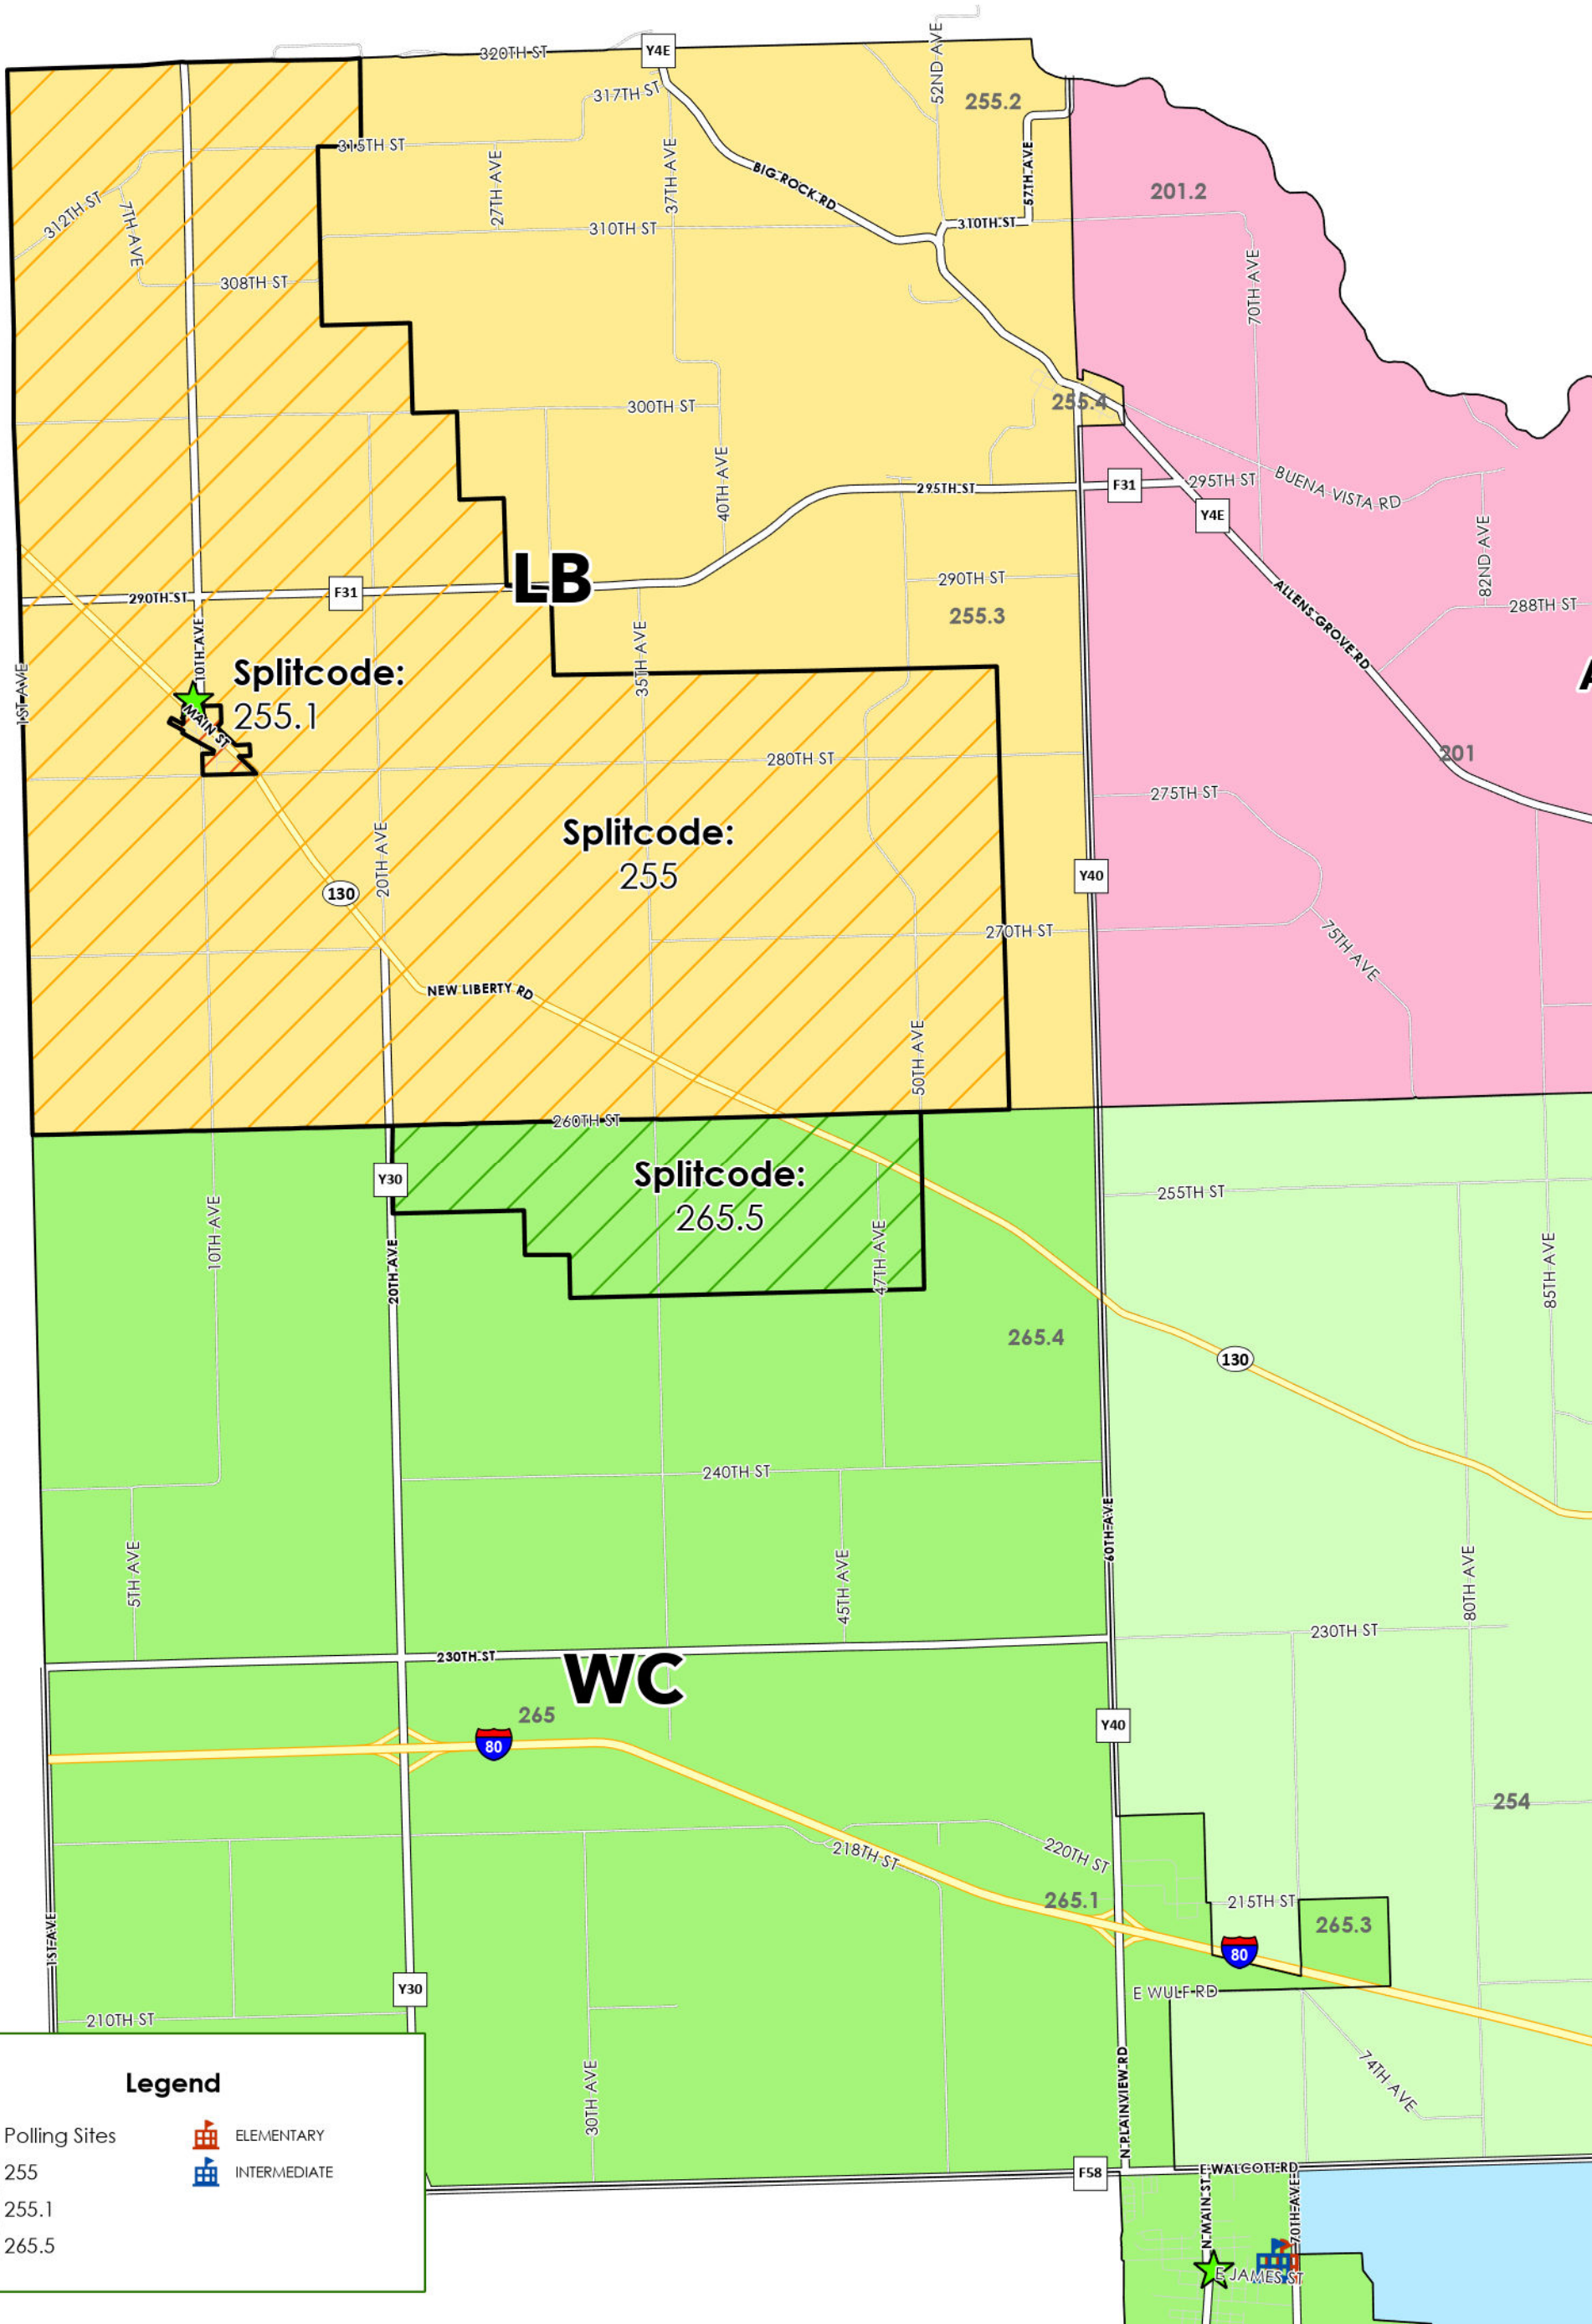 320TH ST
Y4E
52ND AVE
317TH ST
255.2
315TH ST
27TH AVE
37TH AVE
BIG ROCK RD
57TH AVE
201.2
312TH ST
7TH AVE
310TH ST
310TH ST
308TH ST
70TH AVE
300TH ST
255.4
40TH AVE
295TH ST
F31
295TH ST
BUENA VISTA RD
Y4E
82ND AVE
290TH ST
F31
LB
290TH ST
255.3
ALLENS GROVE RD
288TH ST
1ST AVE
10TH AVE
Splitcode:
255.1
MAIN ST
35TH AVE
A
201
280TH ST
275TH ST
Splitcode:
255
20TH AVE
130
Y40
270TH ST
75TH AVE
NEW LIBERTY RD
50TH AVE
260TH ST
Y30
Splitcode:
265.5
255TH ST
10TH AVE
20TH AVE
47TH AVE
85TH AVE
265.4
130
240TH ST
60TH AVE
5TH AVE
45TH AVE
80TH AVE
230TH ST
230TH ST
WC
265
80
Y40
254
218TH ST
220TH ST
265.1
215TH ST
265.3
1ST AVE
80
Y30
E WULF RD
210TH ST
30TH AVE
N PLAINVIEW RD
74TH AVE
Legend
Polling Sites
ELEMENTARY
255
INTERMEDIATE
255.1
265.5
F58
E WALCOTT RD
N MAIN ST
70TH AVE
E JAMES ST